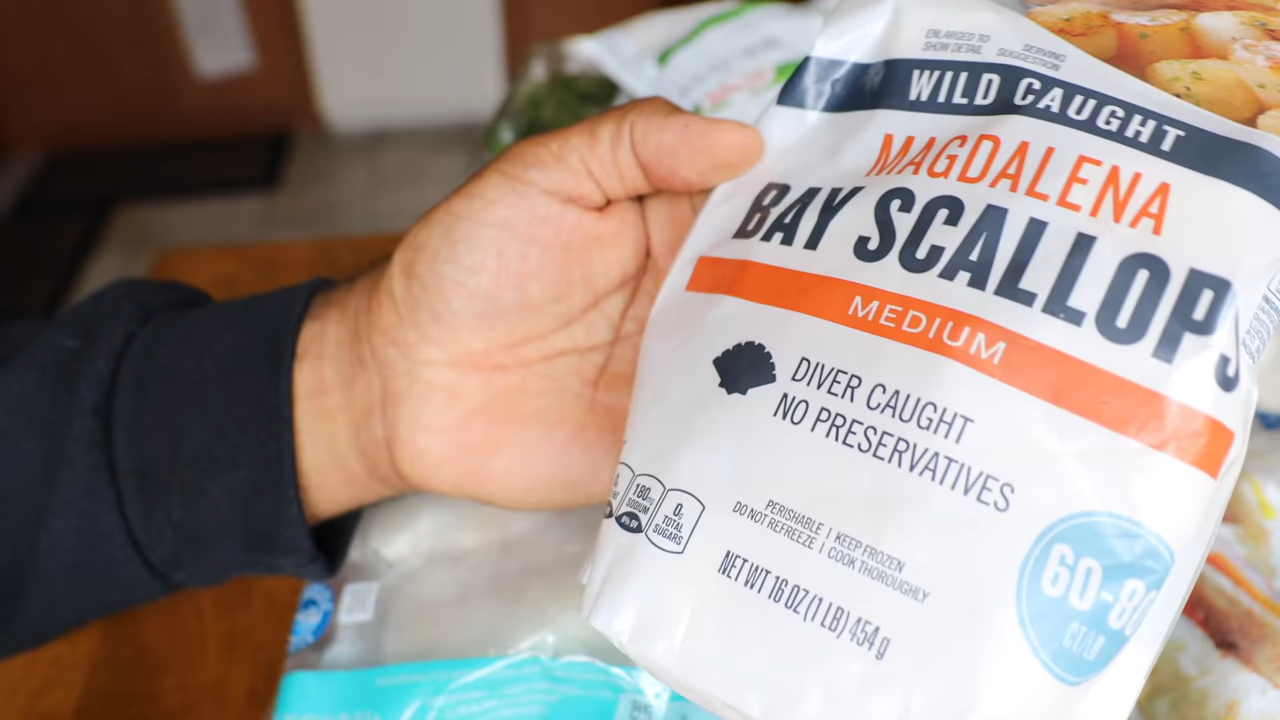 ENLARGED TO
SHOW DETAIL
SERVING
SUGGESTION
WILD CAUGHT
MAGDALENA
BAY SCALLOPS
MEDIUM
DIVER CAUGHT
NO PRESERVATIVES
180mg
SODIUM
8% DV
0g
TOTAL
SUGARS
PERISHABLE | KEEP FROZEN
DO NOT REFREEZE | COOK THOROUGHLY
NET WT 16 OZ (1 LB) 454 g
60-80
CT/LB